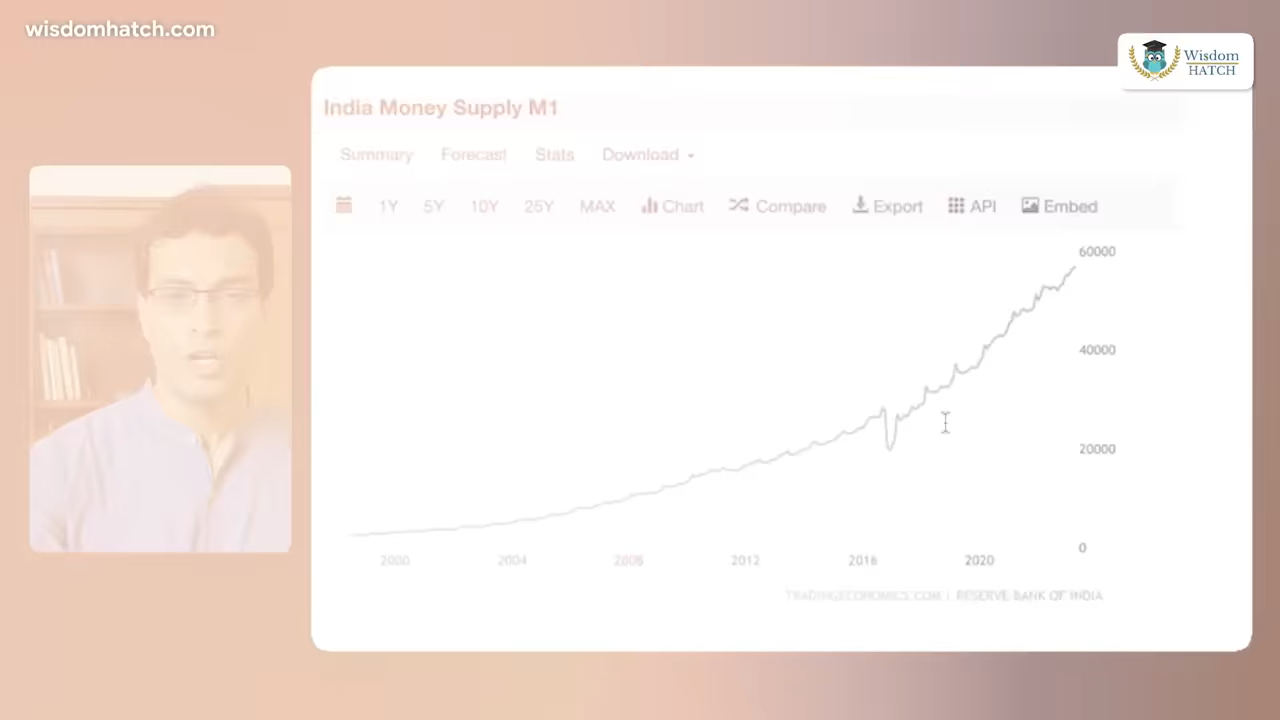 wisdomhatch.com
Wisdom
HATCH
India Money Supply M1
Summary Forecast Stats Download
1Y 5Y 10Y 25Y MAX Chart Compare Export API Embed
60000
40000
20000
0
2000 2004 2008 2012 2016 2020
TRADINGECONOMICS.COM | RESERVE BANK OF INDIA